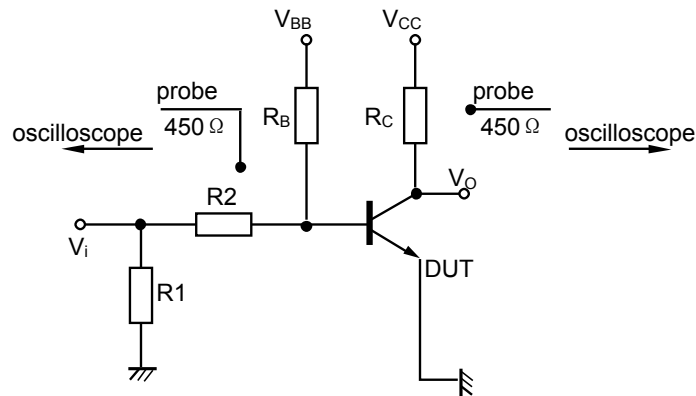 V_BB
V_CC
probe
450 Ω
oscilloscope
R_B
R_C
probe
450 Ω
oscilloscope
R2
V_O
V_i
DUT
R1